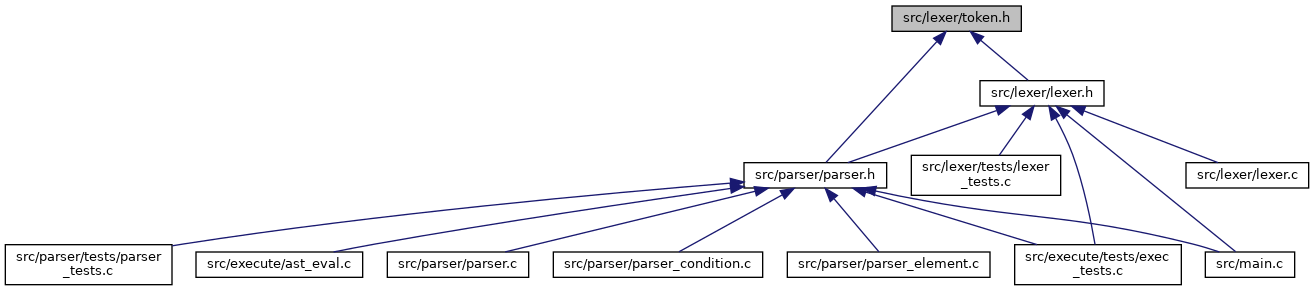 src/lexer/token.h
src/lexer/lexer.h
src/parser/parser.h
src/lexer/tests/lexer
_tests.c
src/lexer/lexer.c
src/parser/tests/parser
_tests.c
src/execute/ast_eval.c
src/parser/parser.c
src/parser/parser_condition.c
src/parser/parser_element.c
src/execute/tests/exec
_tests.c
src/main.c